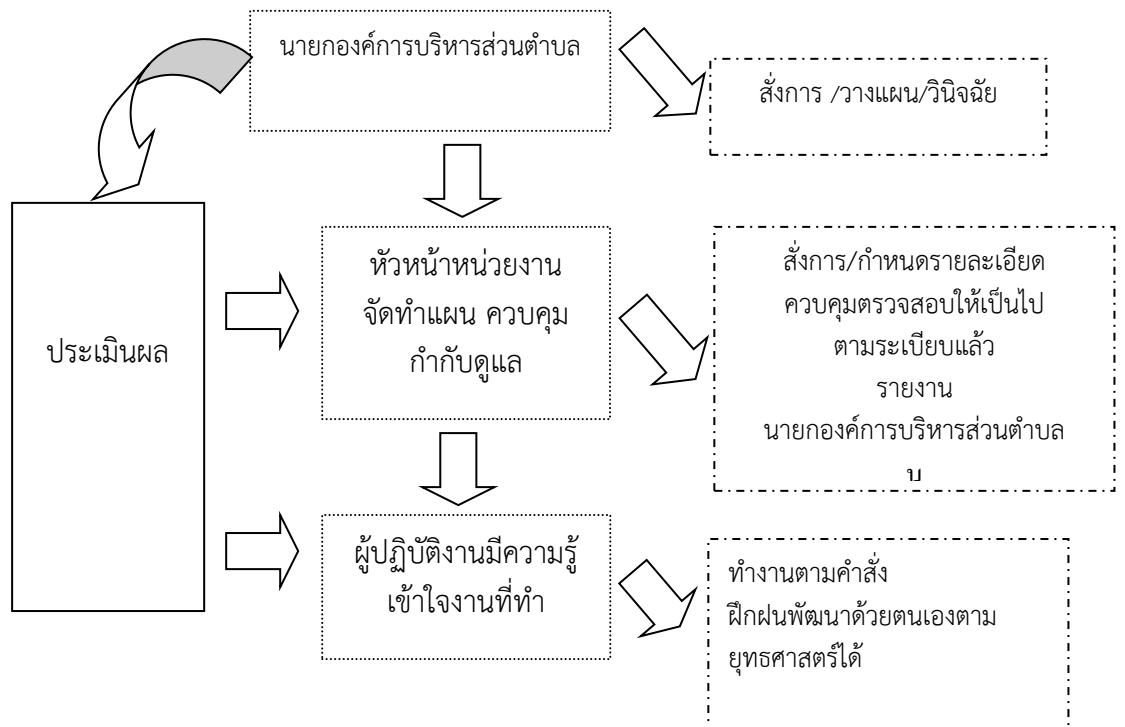 นายกองค์การบริหารส่วนตำบล
สั่งการ /วางแผน/วินิจฉัย
ประเมินผล
หัวหน้าหน่วยงาน
จัดทำแผน ควบคุม
กำกับดูแล
สั่งการ/กำหนดรายละเอียด
ควบคุมตรวจสอบให้เป็นไป
ตามระเบียบแล้ว
รายงาน
นายกองค์การบริหารส่วนตำบล
บ
ผู้ปฏิบัติงานมีความรู้
เข้าใจงานที่ทำ
ทำงานตามคำสั่ง
ฝึกฝนพัฒนาด้วยตนเองตาม
ยุทธศาสตร์ได้